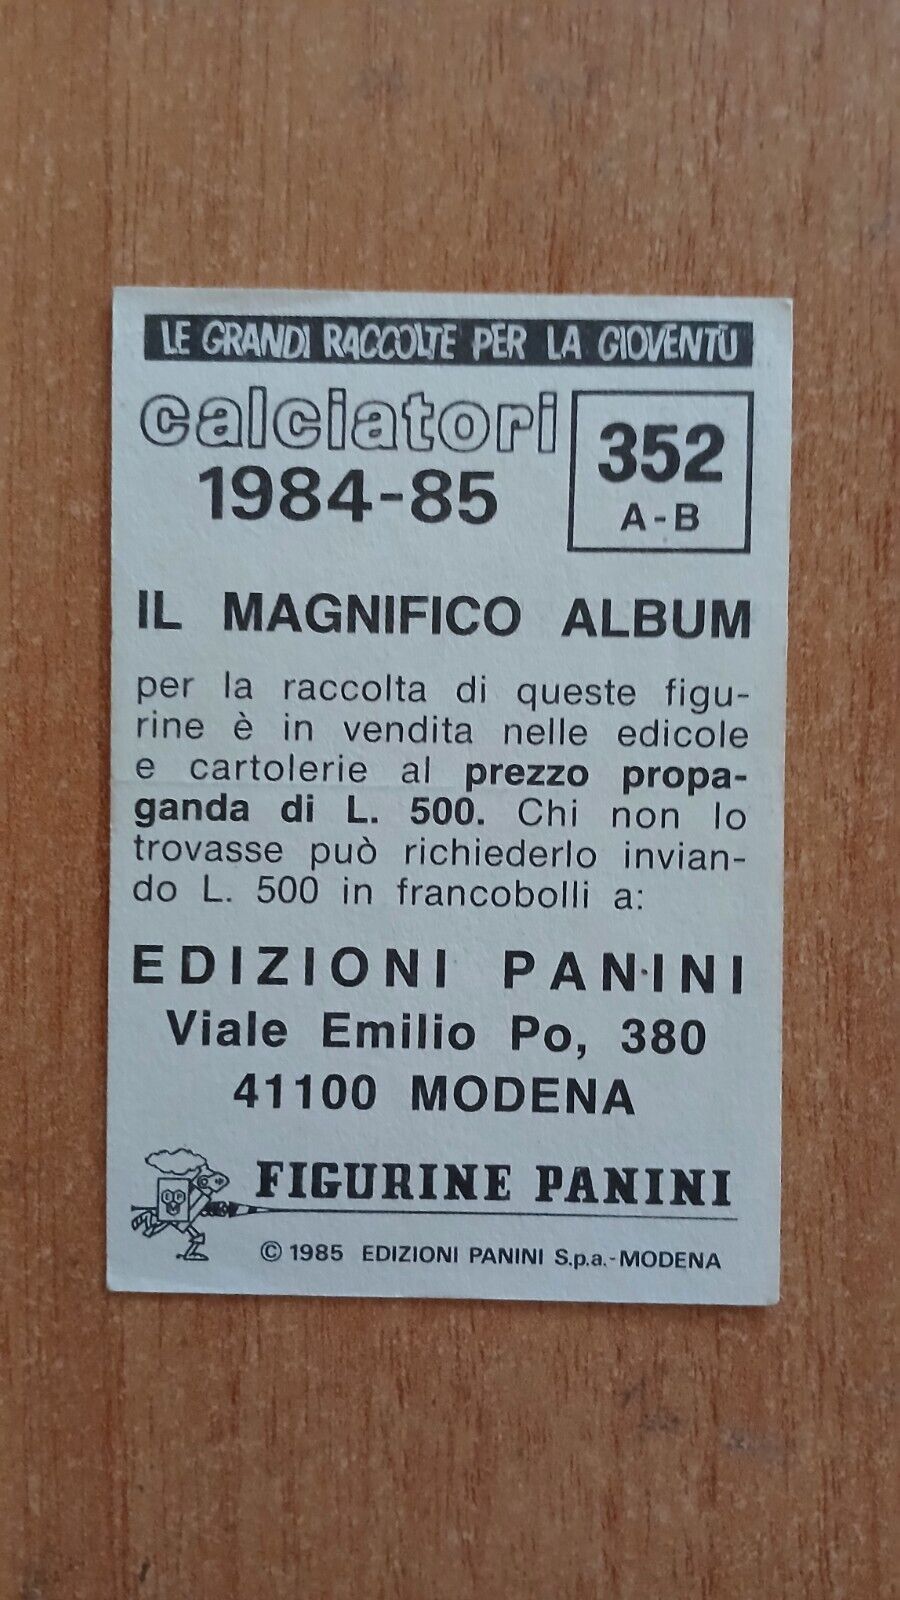 LE GRANDI RACCOLTE PER LA GIOVENTÙ
calciatori
1984-85
352
A-B
IL MAGNIFICO ALBUM
per la raccolta di queste figu-
rine è in vendita nelle edicole
e cartolerie al prezzo propa-
ganda di L. 500. Chi non lo
trovasse può richiederlo invian-
do L. 500 in francobolli a:
EDIZIONI PANINI
Viale Emilio Po, 380
41100 MODENA
FIGURINE PANINI
© 1985 EDIZIONI PANINI S.p.a.-MODENA